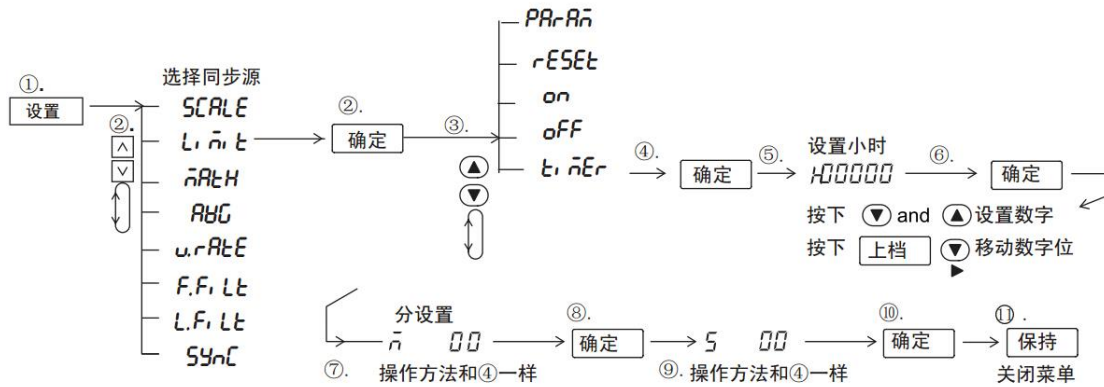 PArAm
rESEt
on
oFF
timEr
①.
设置
选择同步源
②.
SCALE
Limit
mAtH
AVG
u.rAtE
F.FiLt
L.FiLt
SYnC
②.
确定
③.
④.
确定
⑤.
设置小时
H00000
⑥.
确定
按下 ▼ and ▲ 设置数字
按下 上档 ▼ 移动数字位
▶
分设置
⑦. m 00
操作方法和④一样
⑧.
确定
⑨. S 00
操作方法和④一样
⑩.
确定
⑪.
保持
关闭菜单